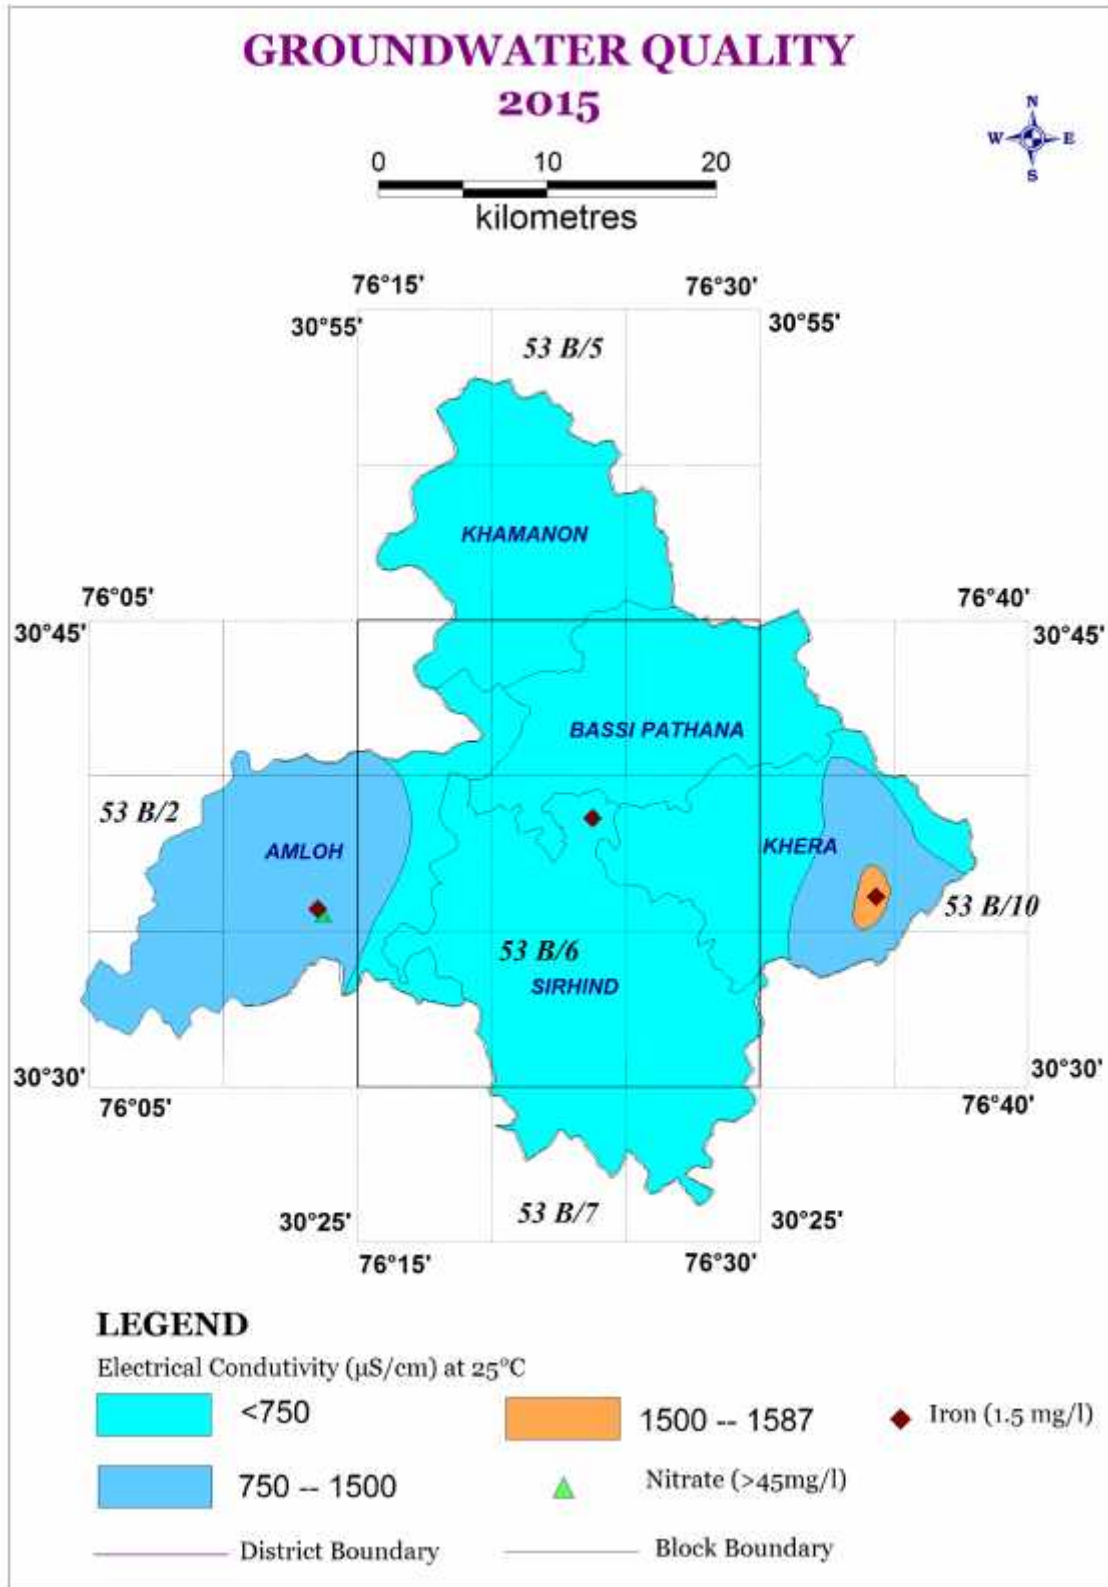 GROUNDWATER QUALITY
2015
N
W E
S
0 10 20
kilometres
76°15' 76°30'
30°55' 30°55'
53 B/5
KHAMANON
76°05' 76°40'
30°45' 30°45'
BASSI PATHANA
53 B/2
AMLOH
KHERA
53 B/10
53 B/6
SIRHIND
30°30' 30°30'
76°05' 76°40'
53 B/7
30°25' 30°25'
76°15' 76°30'
LEGEND
Electrical Condutivity (µS/cm) at 25°C
<750
1500 -- 1587
Iron (1.5 mg/l)
750 -- 1500
Nitrate (>45mg/l)
District Boundary
Block Boundary